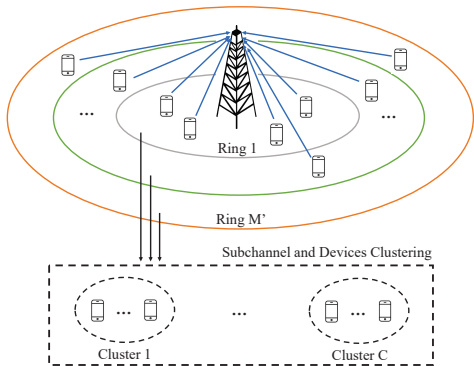 ... ...
Ring 1
Ring M'
Subchannel and Devices Clustering
... ... ...
Cluster 1 Cluster C